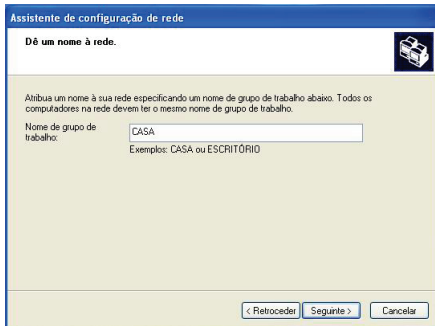 Assistente de configuração de rede
Dê um nome à rede.
Atribua um nome à sua rede especificando um nome de grupo de trabalho abaixo. Todos os
computadores na rede devem ter o mesmo nome de grupo de trabalho.
Nome de grupo de
trabalho:
CASA
Exemplos: CASA ou ESCRITÓRIO
< Retroceder
Seguinte >
Cancelar